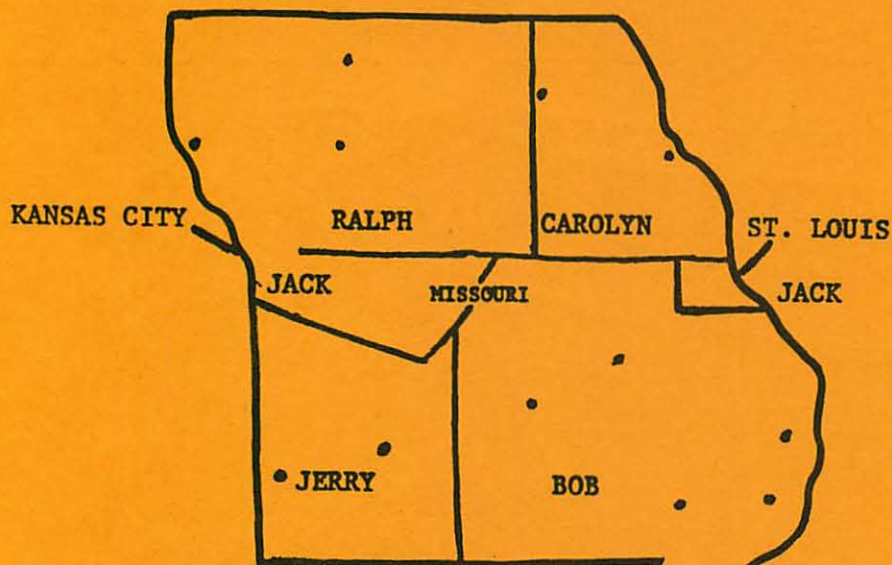 KANSAS CITY
RALPH
CAROLYN
ST. LOUIS
JACK
MISSOURI
JACK
JERRY
BOB